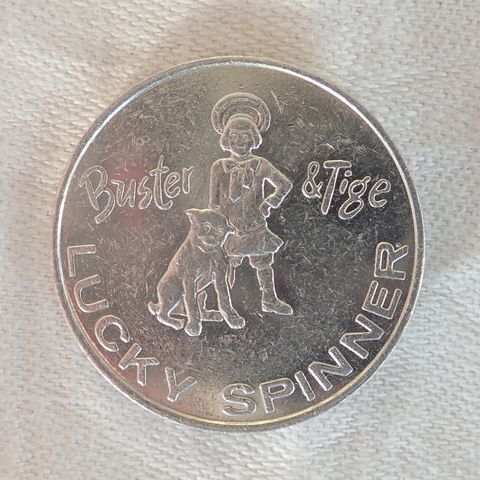 Buster & Tige
LUCKY SPINNER